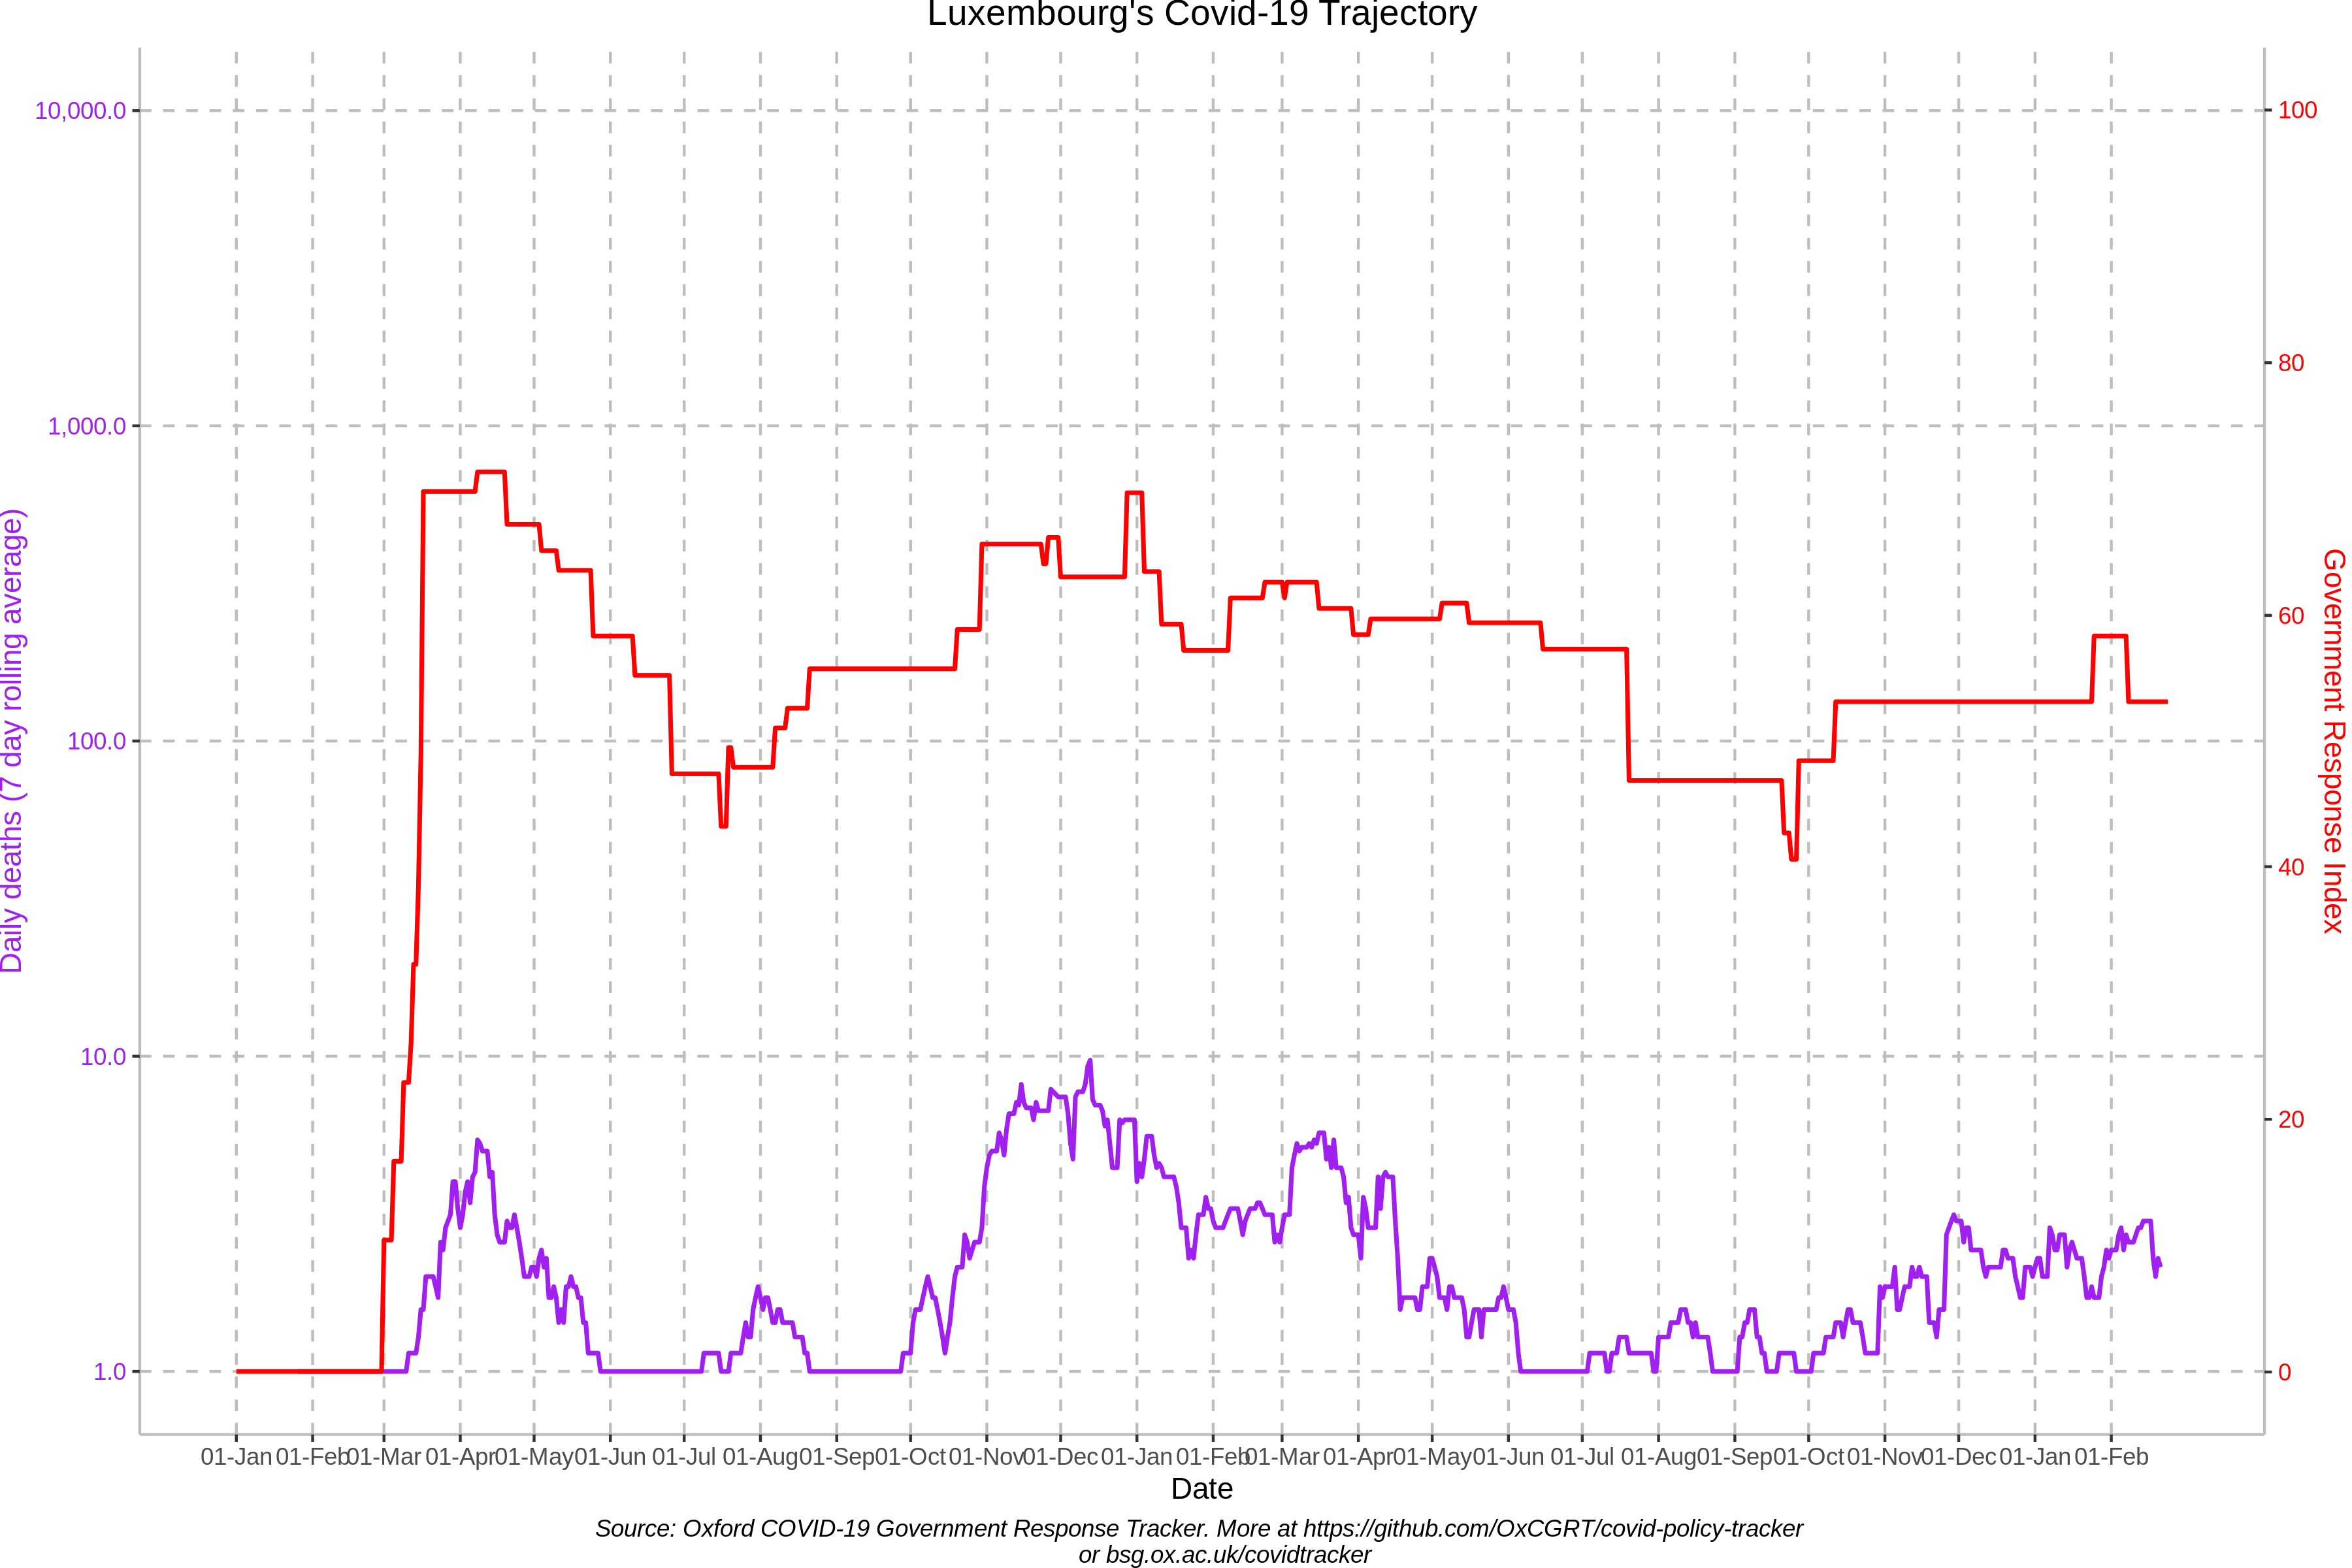 Luxembourg's Covid-19 Trajectory
10,000.0
1,000.0
100.0
10.0
1.0
Daily deaths (7 day rolling average)
100
80
60
40
20
0
Government Response Index
01-Jan 01-Feb 01-Mar 01-Apr 01-May 01-Jun 01-Jul 01-Aug 01-Sep 01-Oct 01-Nov 01-Dec 01-Jan 01-Feb 01-Mar 01-Apr 01-May 01-Jun 01-Jul 01-Aug 01-Sep 01-Oct 01-Nov 01-Dec 01-Jan 01-Feb
Date
Source: Oxford COVID-19 Government Response Tracker. More at https://github.com/OxCGRT/covid-policy-tracker
or bsg.ox.ac.uk/covidtracker